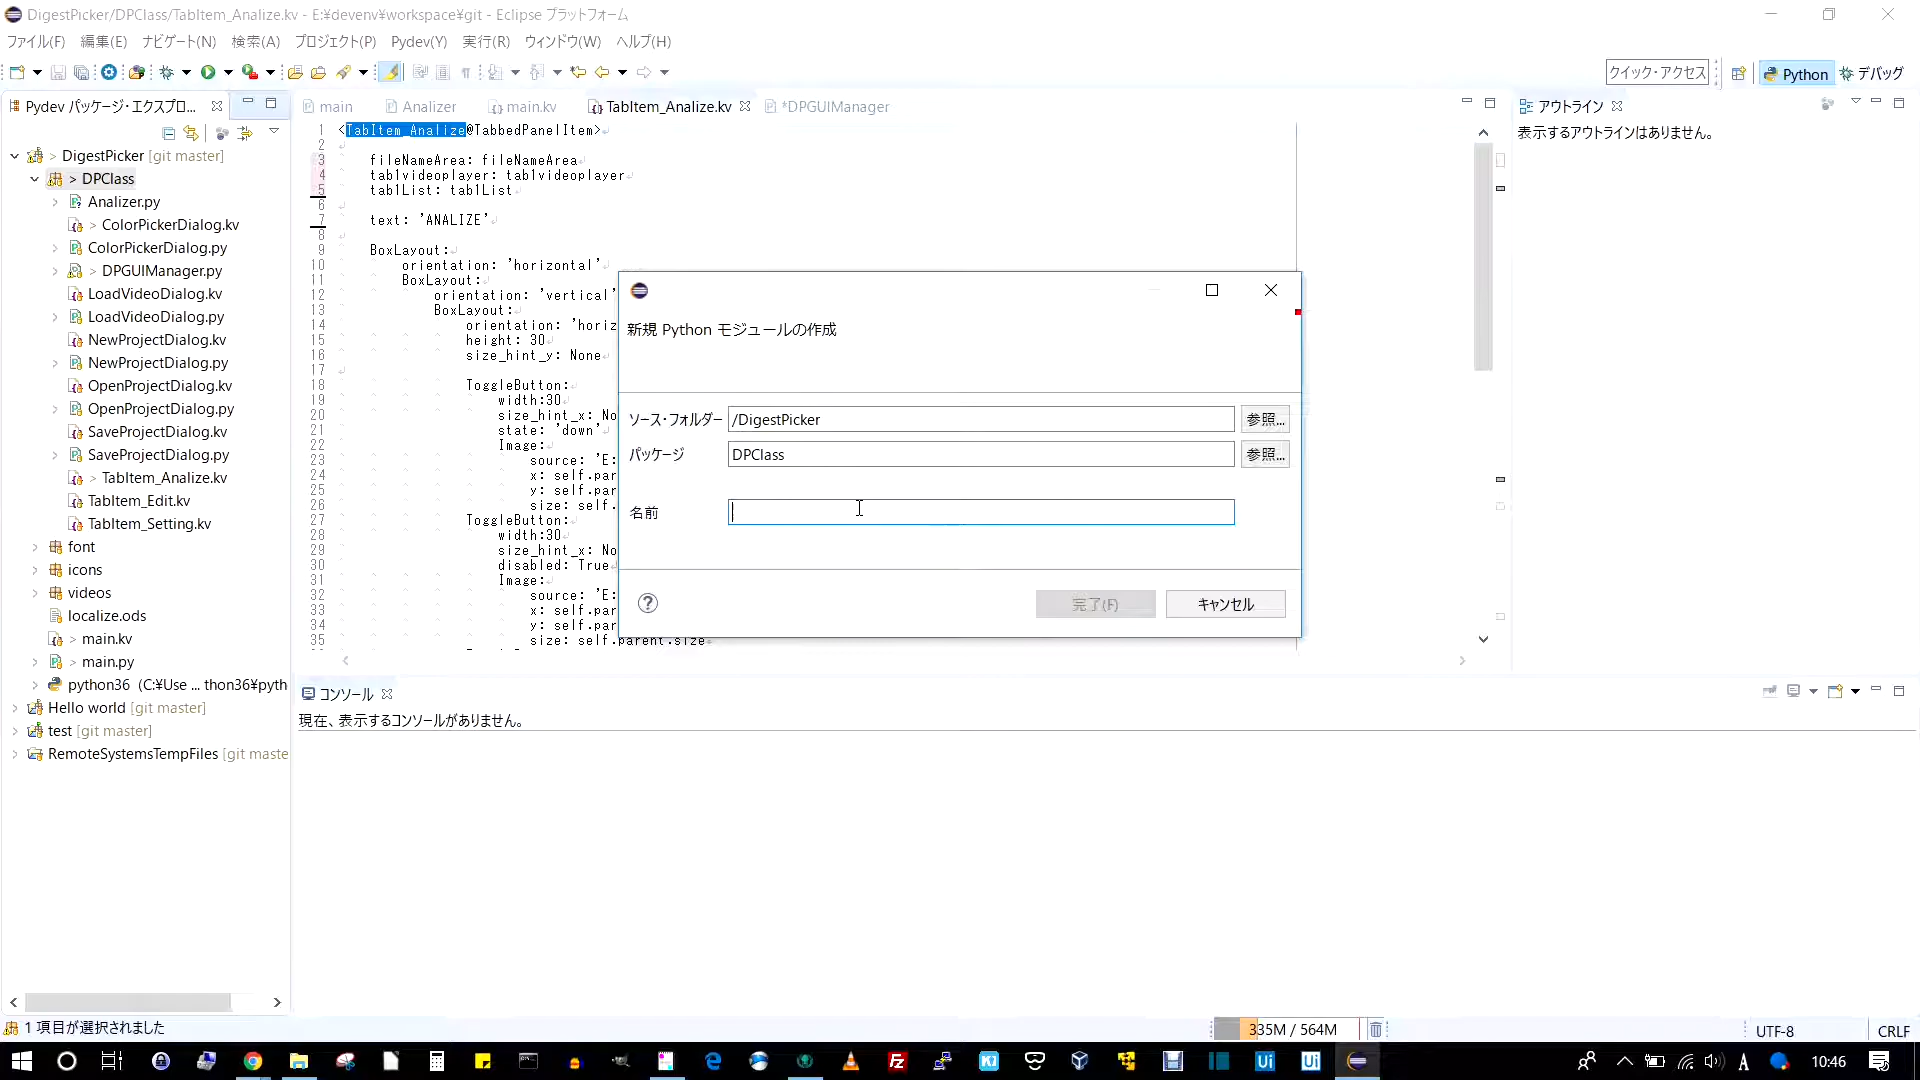 DigestPicker/DPClass/TabItem_Analize.kv - E:¥devenv¥workspace¥git - Eclipse プラットフォーム
ファイル(F) 編集(E) ナビゲート(N) 検索(A) プロジェクト(P) Pydev(Y) 実行(R) ウィンドウ(W) ヘルプ(H)
クイック・アクセス
Python
デバッグ
Pydev パッケージ・エクスプロ...
DigestPicker [git master]
> DPClass
Analizer.py
> ColorPickerDialog.kv
ColorPickerDialog.py
> DPGUIManager.py
LoadVideoDialog.kv
LoadVideoDialog.py
NewProjectDialog.kv
NewProjectDialog.py
OpenProjectDialog.kv
OpenProjectDialog.py
SaveProjectDialog.kv
SaveProjectDialog.py
> TabItem_Analize.kv
TabItem_Edit.kv
TabItem_Setting.kv
font
icons
videos
localize.ods
> main.kv
> main.py
python36 (C:¥Use ... thon36¥pyth
Hello world [git master]
test [git master]
RemoteSystemsTempFiles [git maste
main
Analizer
main.kv
TabItem_Analize.kv
*DPGUIManager
1 <TabItem_Analize@TabbedPanelItem>
2
3 fileNameArea: fileNameArea
4 tab1videoplayer: tab1videoplayer
5 tab1List: tab1List
6
7 text: 'ANALIZE'
8
9 BoxLayout:
10 orientation: 'horizontal'
11 BoxLayout:
12 orientation: 'vertical'
13 BoxLayout:
14 orientation: 'horiz
15 height: 30
16 size_hint_y: None
17
18 ToggleButton:
19 width:30
20 size_hint_x: No
21 state: 'down'
22 Image:
23 source: 'E:
24 x: self.par
25 y: self.par
26 size: self.
27 ToggleButton:
28 width:30
29 size_hint_x: No
30 disabled: True
31 Image:
32 source: 'E:
33 x: self.par
34 y: self.par
35 size: self.parent.size
新規 Python モジュールの作成
ソース・フォルダー /DigestPicker 参照...
パッケージ DPClass 参照...
名前
完了(F)
キャンセル
アウトライン
表示するアウトラインはありません。
コンソール
現在、表示するコンソールがありません。
1 項目が選択されました
335M / 564M
UTF-8
CRLF
A
10:46